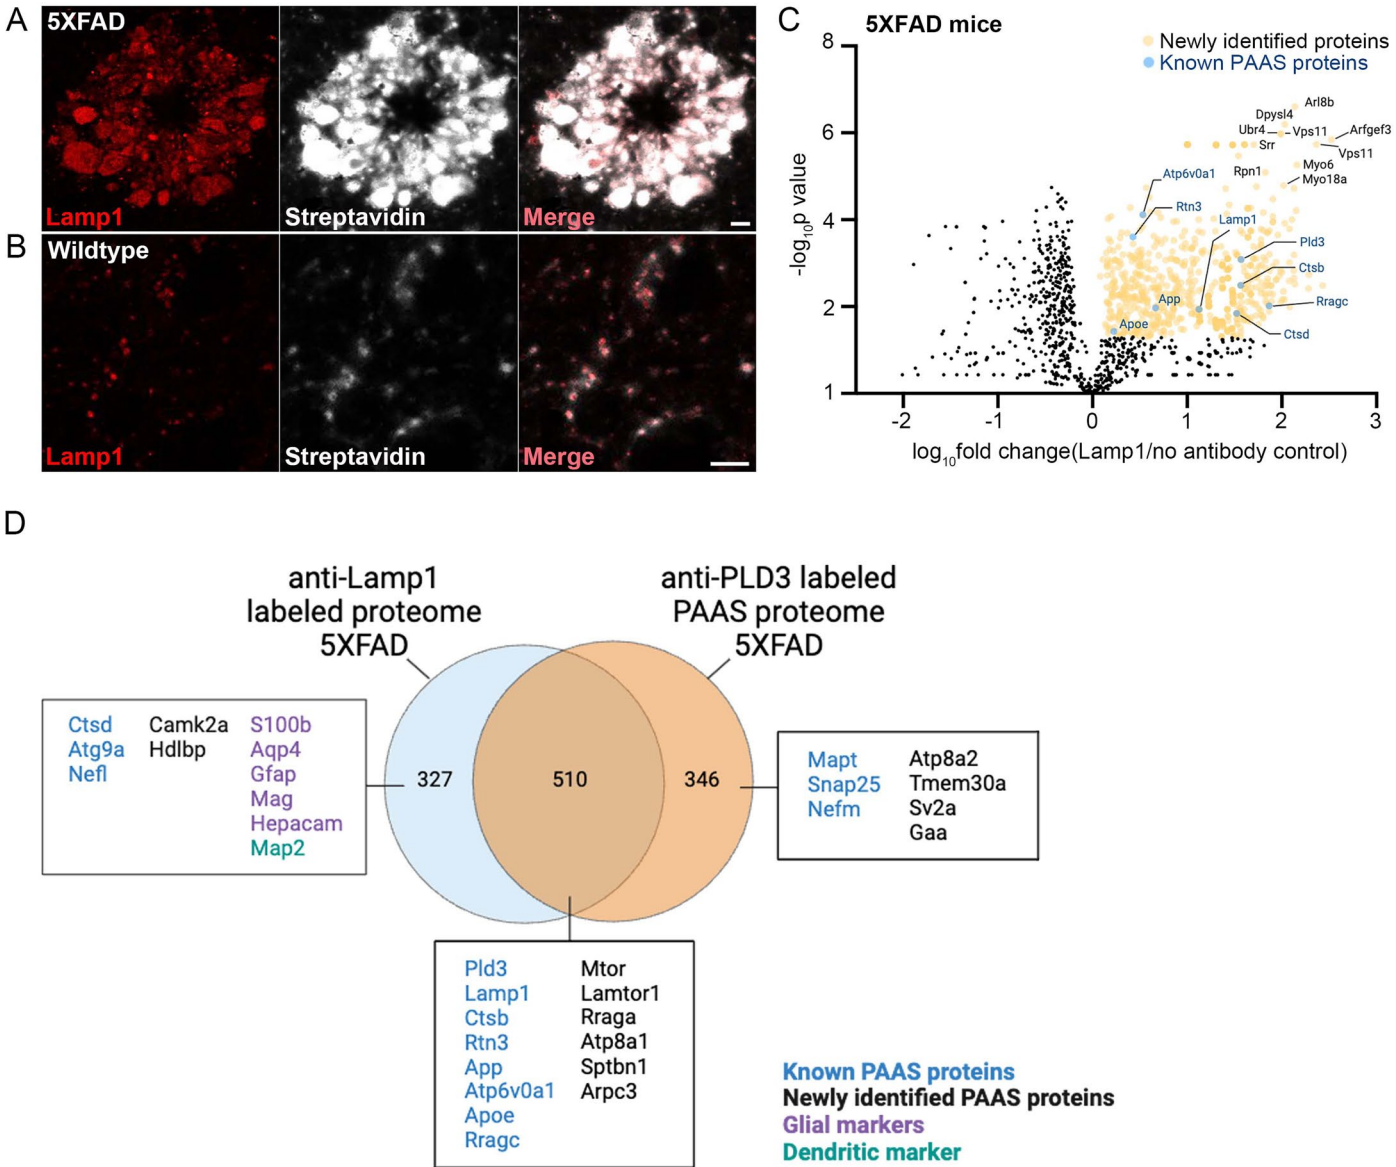 A
5XFAD
Lamp1
Streptavidin
Merge
B
Wildtype
Lamp1
Streptavidin
Merge
C
5XFAD mice
Newly identified proteins
Known PAAS proteins
8
6
4
2
1
-log10p value
-2
-1
0
1
2
3
log10fold change(Lamp1/no antibody control)
Arl8b
Dpysl4
Ubr4
Vps11
Arfgef3
Srr
Vps11
Rpn1
Myo6
Myo18a
Atp6v0a1
Rtn3
Lamp1
Pld3
Ctsb
App
Rragc
Apoe
Ctsd
D
anti-Lamp1
labeled proteome
5XFAD
anti-PLD3 labeled
PAAS proteome
5XFAD
327
510
346
Ctsd Camk2a S100b
Atg9a Hdlbp Aqp4
Nefl Gfap
Mag
Hepacam
Map2
Mapt Atp8a2
Snap25 Tmem30a
Nefm Sv2a
Gaa
Pld3 Mtor
Lamp1 Lamtor1
Ctsb Rraga
Rtn3 Atp8a1
App Sptbn1
Atp6v0a1 Arpc3
Apoe
Rragc
Known PAAS proteins
Newly identified PAAS proteins
Glial markers
Dendritic marker